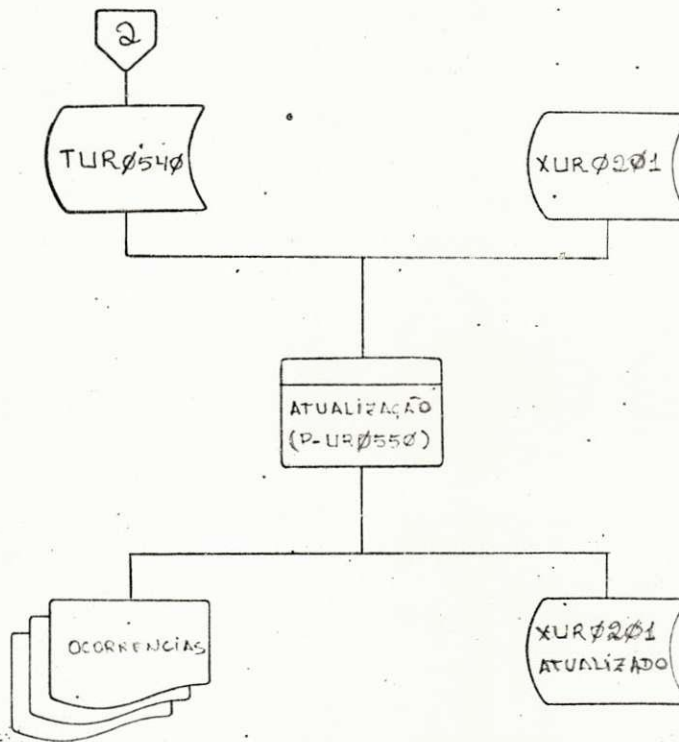 2
TURØ54Ø
XURØ2Ø1
ATUALIZAÇÃO
(P-URØ55Ø)
OCORRENCIAS
XURØ2Ø1
ATUALIZADO